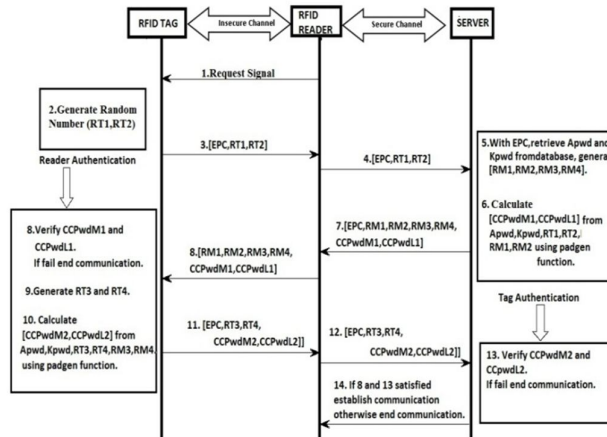 RFID TAG
Insecure Channel
RFID
READER
Secure Channel
SERVER
1.Request Signal
2.Generate Random
Number (RT1,RT2)
3.[EPC,RT1,RT2]
4.[EPC,RT1,RT2]
5.With EPC,retrieve Apwd and
Kpwd fromdatabase, genera
[RM1,RM2,RM3,RM4].
6. Calculate
[CCPwdM1,CCPwdL1] from
Apwd,Kpwd,RT1,RT2,
RM1,RM2 using padgen
function.
Reader Authentication
7.[EPC,RM1,RM2,RM3,RM4,
CCPwdM1,CCPwdL1]
8.[RM1,RM2,RM3,RM4,
CCPwdM1,CCPwdL1]
8.Verify CCPwdM1 and
CCPwdL1.
If fail end communication.
9.Generate RT3 and RT4.
10. Calculate
[CCPwdM2,CCPwdL2] from
Apwd,Kpwd,RT3,RT4,RM3,RM4
using padgen function.
Tag Authentication
11. [EPC,RT3,RT4,
CCPwdM2,CCPwdL2]]
12. [EPC,RT3,RT4,
CCPwdM2,CCPwdL2]]
13. Verify CCPwdM2 and
CCpwdL2.
If fail end communication.
14. If 8 and 13 satisfied
establish communication
otherwise end communication.